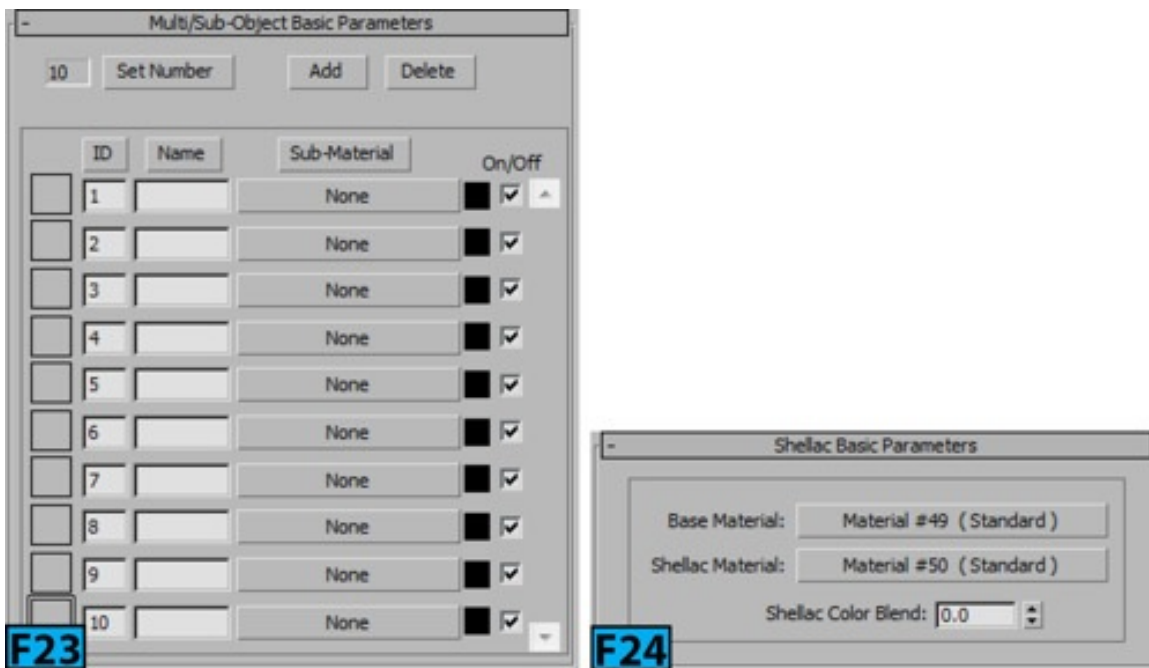 Multi/Sub-Object Basic Parameters
10 Set Number Add Delete
ID Name Sub-Material On/Off
1 None
2 None
3 None
4 None
5 None
6 None
7 None
8 None
9 None
10 None
F23
Shellac Basic Parameters
Base Material: Material #49 ( Standard )
Shellac Material: Material #50 ( Standard )
Shellac Color Blend: 0.0
F24